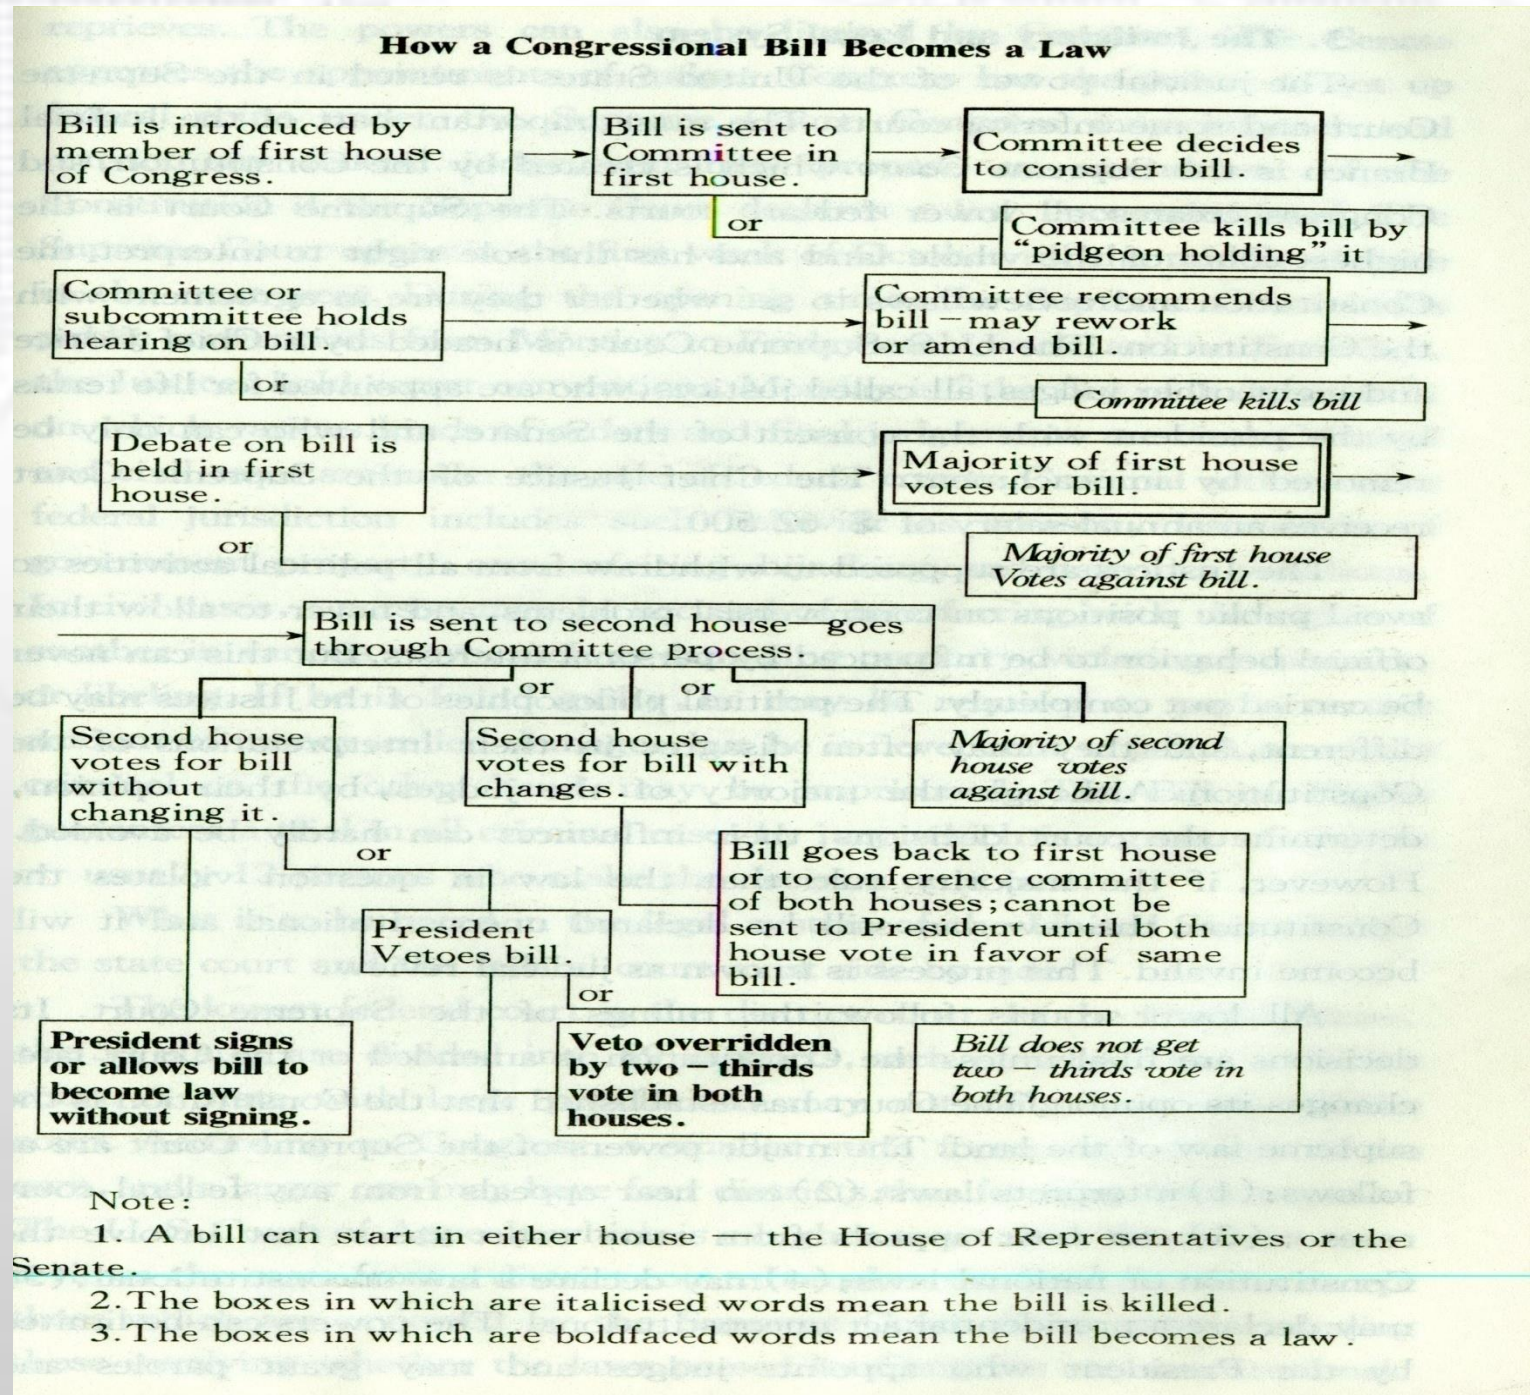 How a Congressional Bill Becomes a Law
Bill is introduced by
member of first house
of Congress.
Bill is sent to
Committee in
first house.
Committee decides
to consider bill.
or
Committee kills bill by
“pidgeon holding” it
Committee or
subcommittee holds
hearing on bill.
Committee recommends
bill — may rework
or amend bill.
or
Committee kills bill
Debate on bill is
held in first
house.
Majority of first house
votes for bill.
or
Majority of first house
Votes against bill.
Bill is sent to second house—goes
through Committee process.
or
or
Second house
votes for bill
without
changing it.
Second house
votes for bill with
changes.
Majority of second
house votes
against bill.
or
Bill goes back to first house
or to conference committee
of both houses; cannot be
sent to President until both
house vote in favor of same
bill.
President
Vetoes bill.
or
President signs
or allows bill to
become law
without signing.
Veto overridden
by two — thirds
vote in both
houses.
Bill does not get
two — thirds vote in
both houses.
Note:
1. A bill can start in either house — the House of Representatives or the
Senate.
2. The boxes in which are italicised words mean the bill is killed.
3. The boxes in which are boldfaced words mean the bill becomes a law.